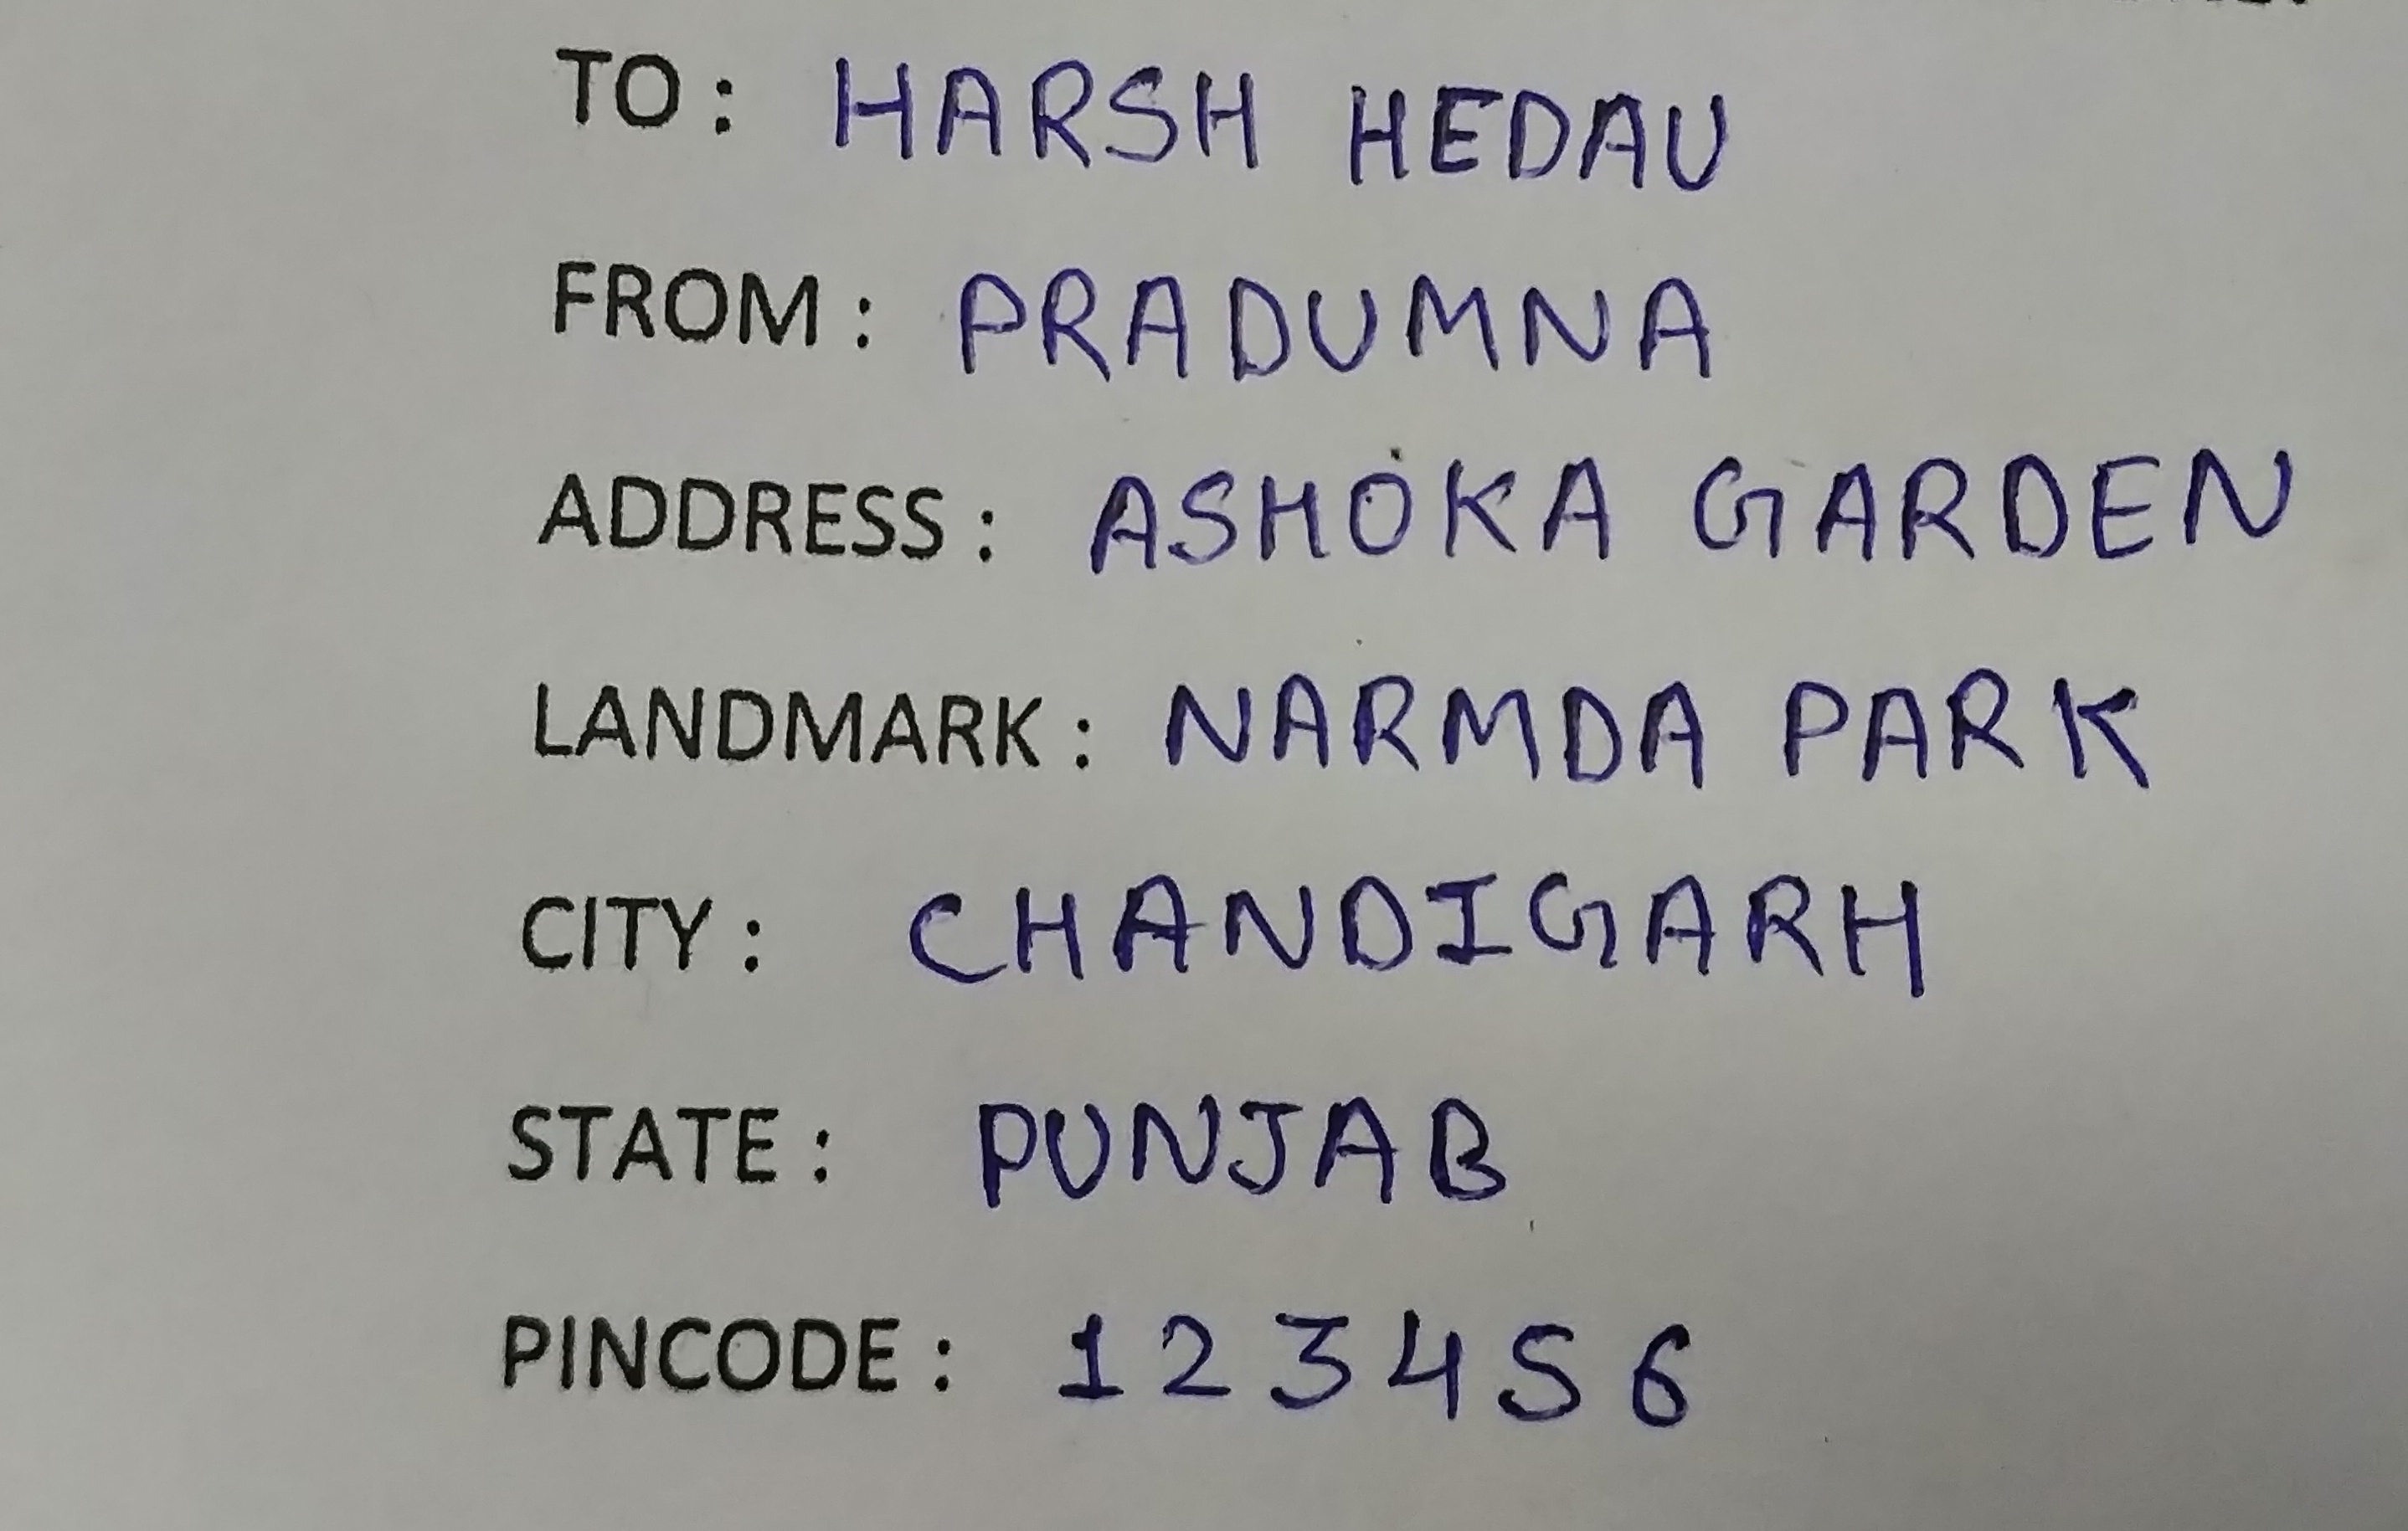 TO : HARSH HEDAU
FROM : PRADUMNA
ADDRESS : ASHOKA GARDEN
LANDMARK : NARMDA PARK
CITY : CHANDIGARH
STATE : PUNJAB
PINCODE : 123456